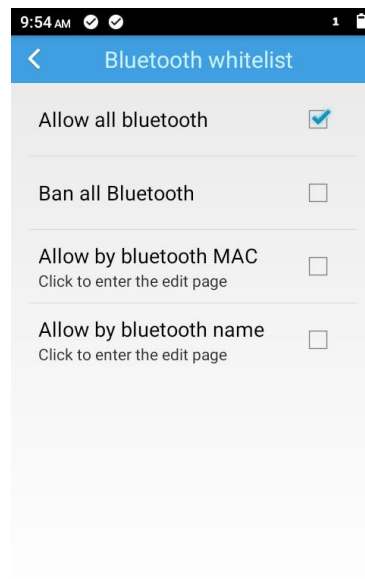 9:54 AM 1
Bluetooth whitelist
Allow all bluetooth
Ban all Bluetooth
Allow by bluetooth MAC
Click to enter the edit page
Allow by bluetooth name
Click to enter the edit page